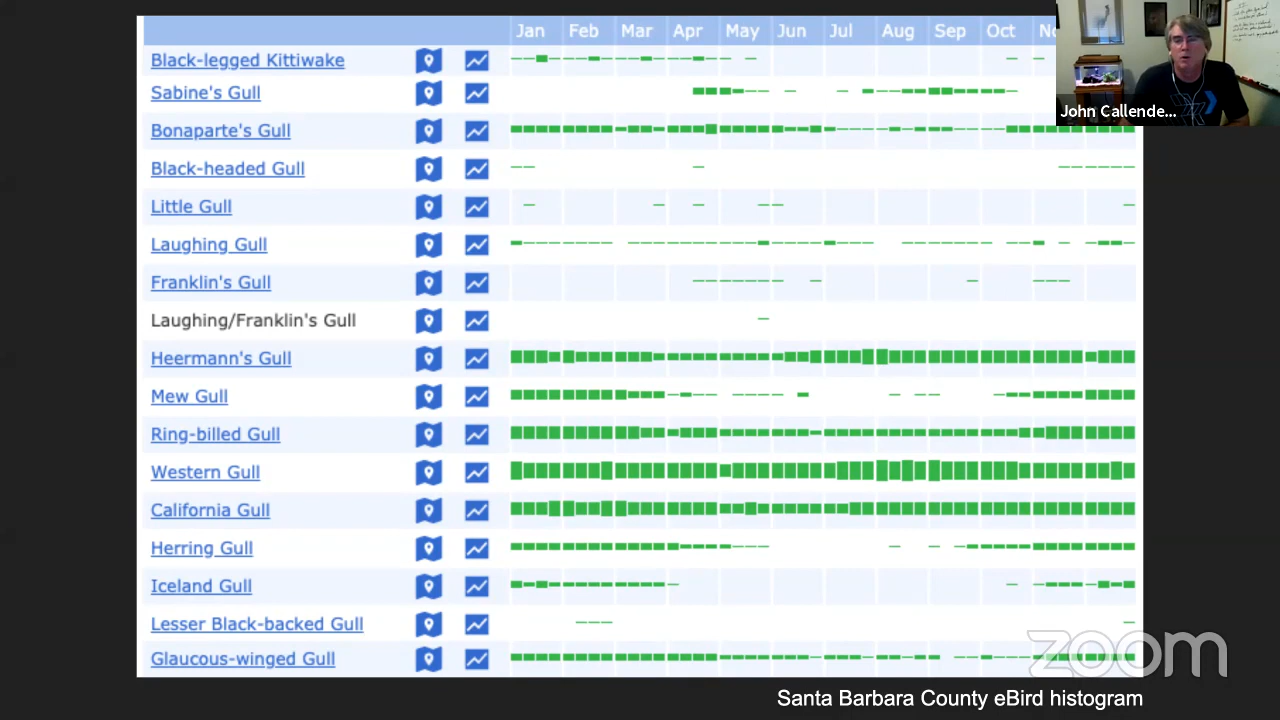 Jan Feb Mar Apr May Jun Jul Aug Sep Oct
Black-legged Kittiwake
Sabine's Gull
John Callende...
Bonaparte's Gull
Black-headed Gull
Little Gull
Laughing Gull
Franklin's Gull
Laughing/Franklin's Gull
Heermann's Gull
Mew Gull
Ring-billed Gull
Western Gull
California Gull
Herring Gull
Iceland Gull
Lesser Black-backed Gull
Glaucous-winged Gull
zoom
Santa Barbara County eBird histogram